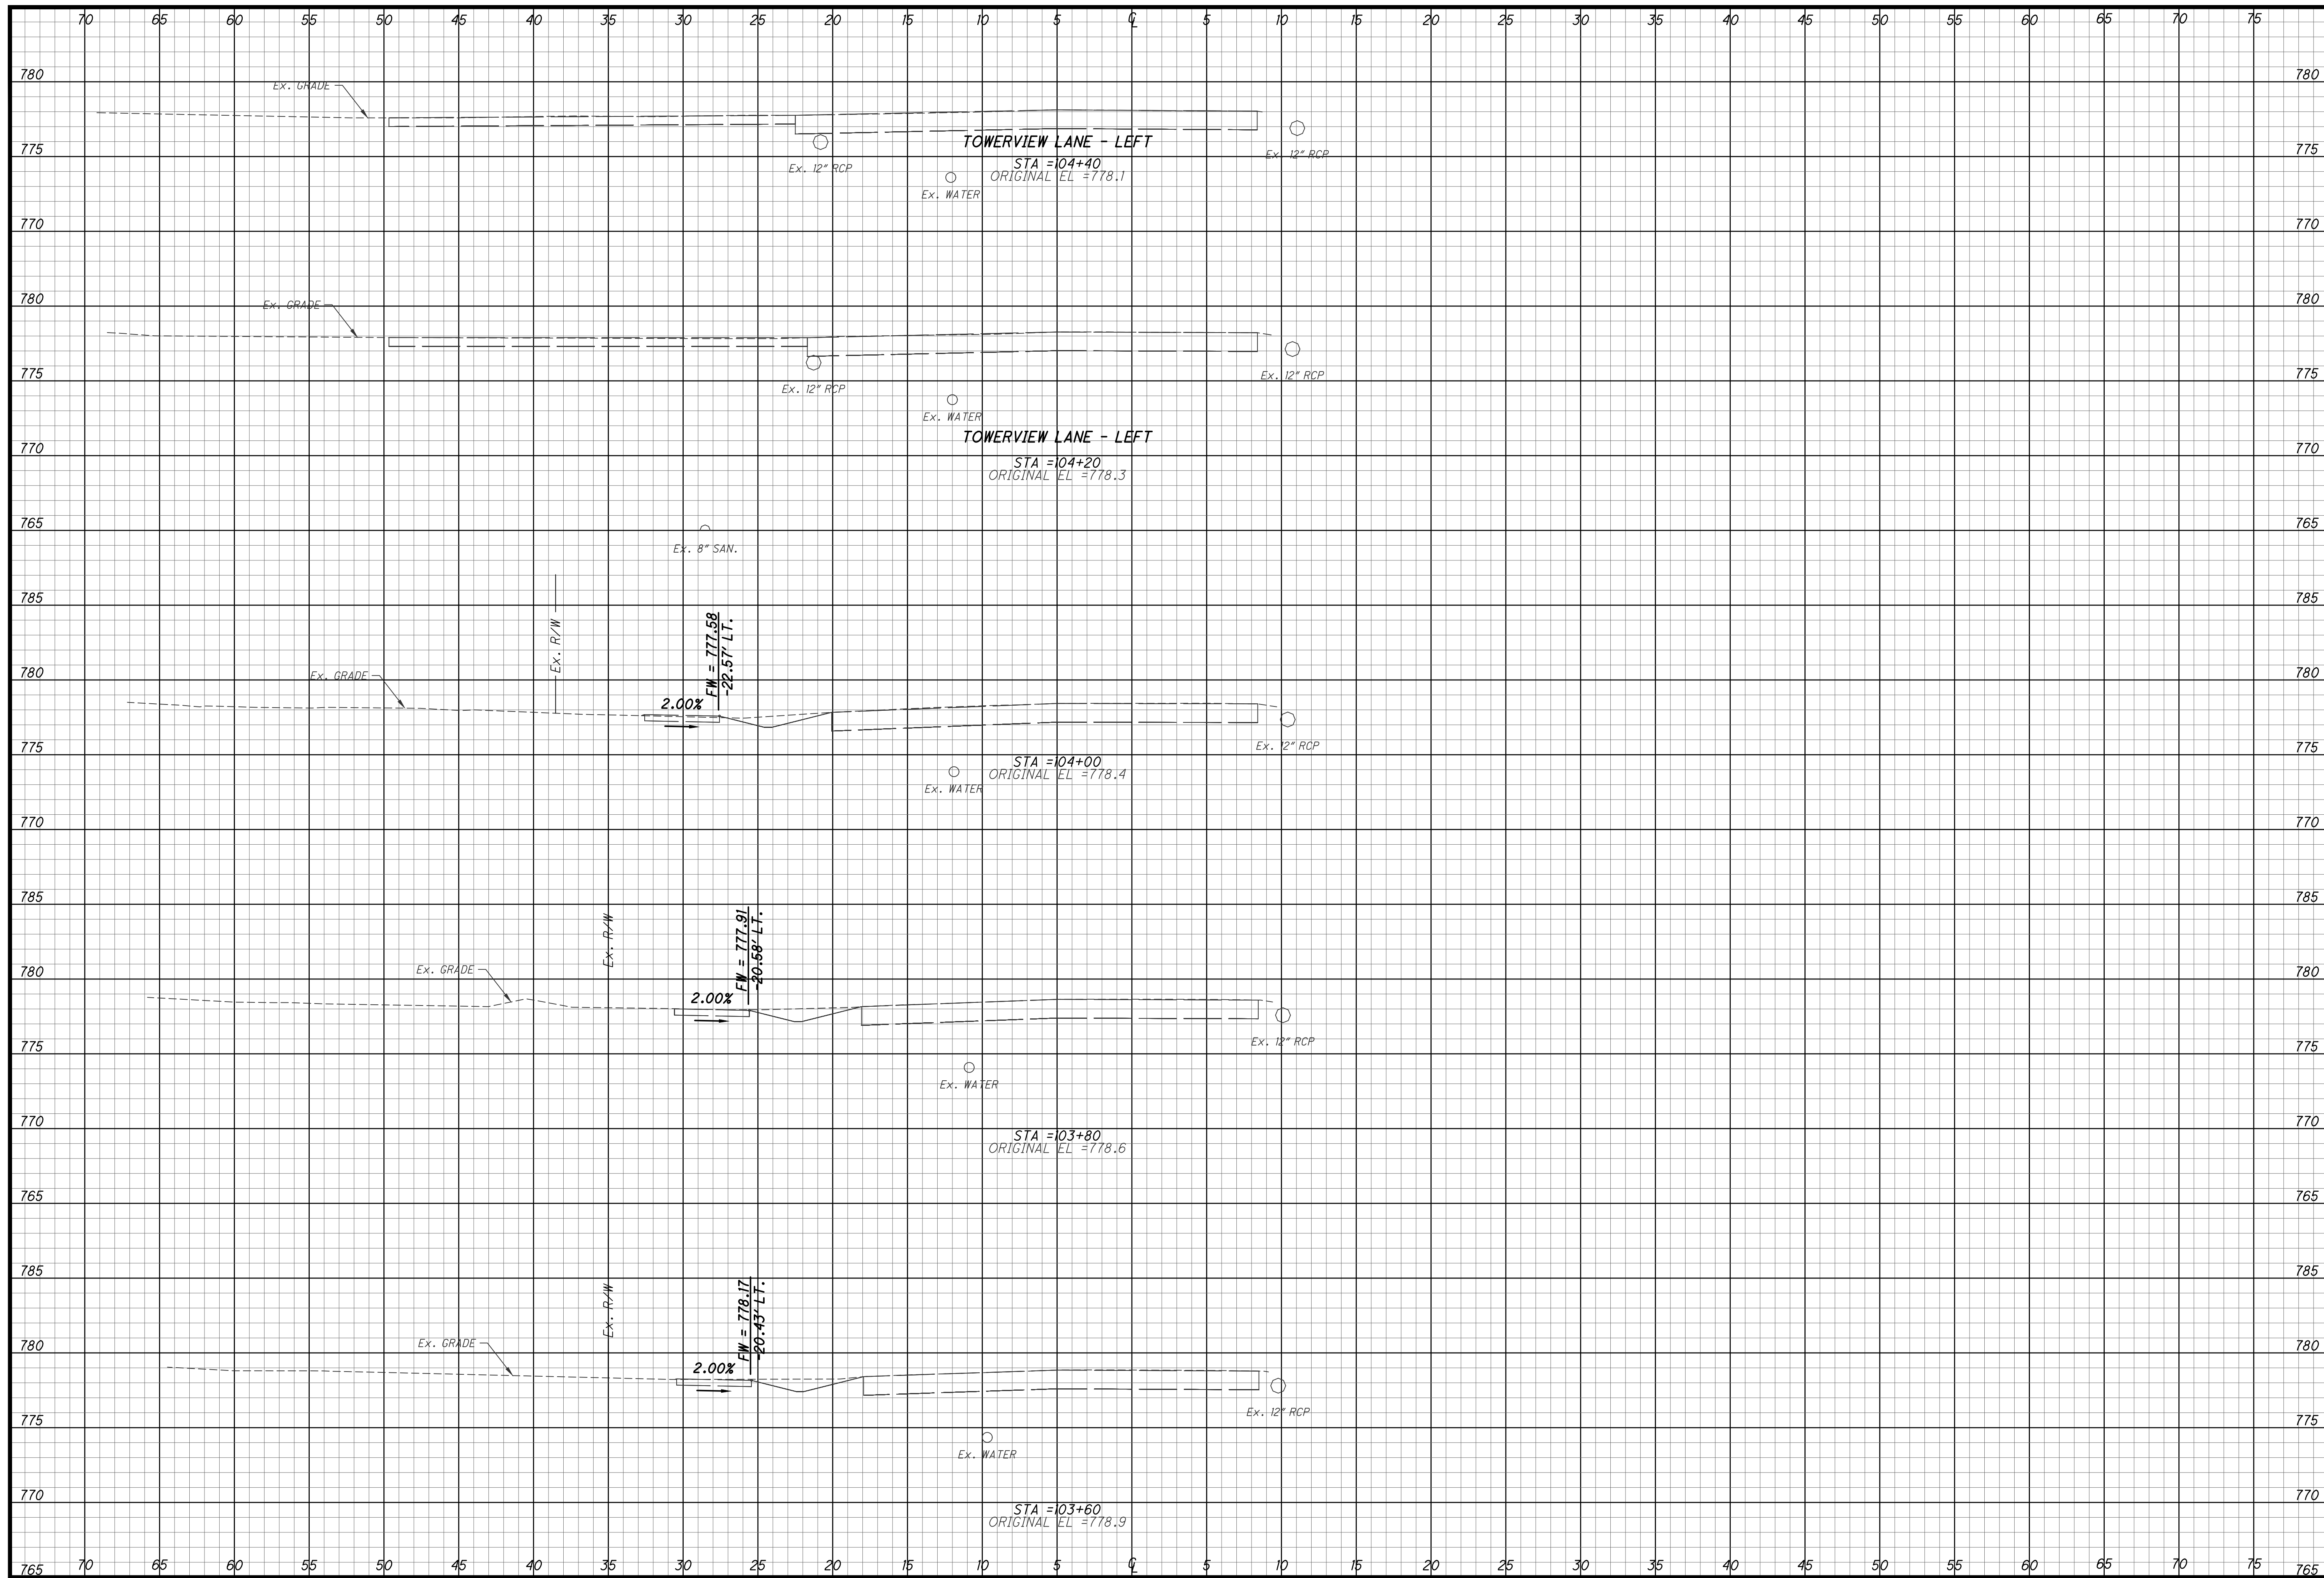 70 65 60 55 50 45 40 35 30 25 20 15 10 5 ℄ 5 10 15 20 25 30 35 40 45 50 55 60 65 70 75
780 780
Ex. GRADE
TOWERVIEW LANE - LEFT
775 775
Ex. 12" RCP
Ex. 12" RCP
STA =104+40
ORIGINAL EL =778.1
Ex. WATER
770 770
780 780
Ex. GRADE
775 775
Ex. 12" RCP
Ex. 12" RCP
Ex. WATER
TOWERVIEW LANE - LEFT
770 770
STA =104+20
ORIGINAL EL =778.3
765 765
Ex. 8" SAN.
785 785
Ex. R/W
FW = 777.58
-22.57' LT.
780 780
Ex. GRADE
2.00%
775 775
Ex. 12" RCP
STA =104+00
ORIGINAL EL =778.4
Ex. WATER
770 770
785 785
Ex. R/W
FW = 777.91
-20.58' LT.
780 780
Ex. GRADE
2.00%
775 775
Ex. 12" RCP
Ex. WATER
770 770
STA =103+80
ORIGINAL EL =778.6
765 765
785 785
Ex. R/W
FW = 778.17
-20.43' LT.
780 780
Ex. GRADE
2.00%
775 775
Ex. 12" RCP
Ex. WATER
770 770
STA =103+60
ORIGINAL EL =778.9
765 765
70 65 60 55 50 45 40 35 30 25 20 15 10 5 ℄ 5 10 15 20 25 30 35 40 45 50 55 60 65 70 75